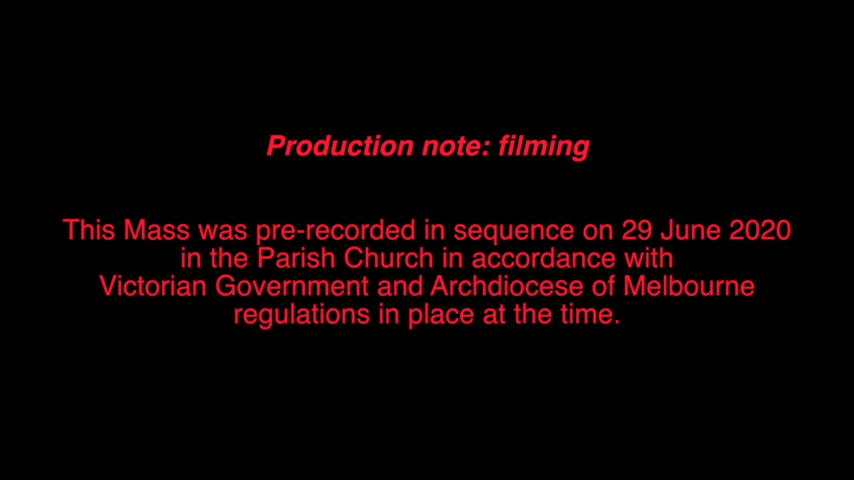 Production note: filming
This Mass was pre-recorded in sequence on 29 June 2020
in the Parish Church in accordance with
Victorian Government and Archdiocese of Melbourne
regulations in place at the time.